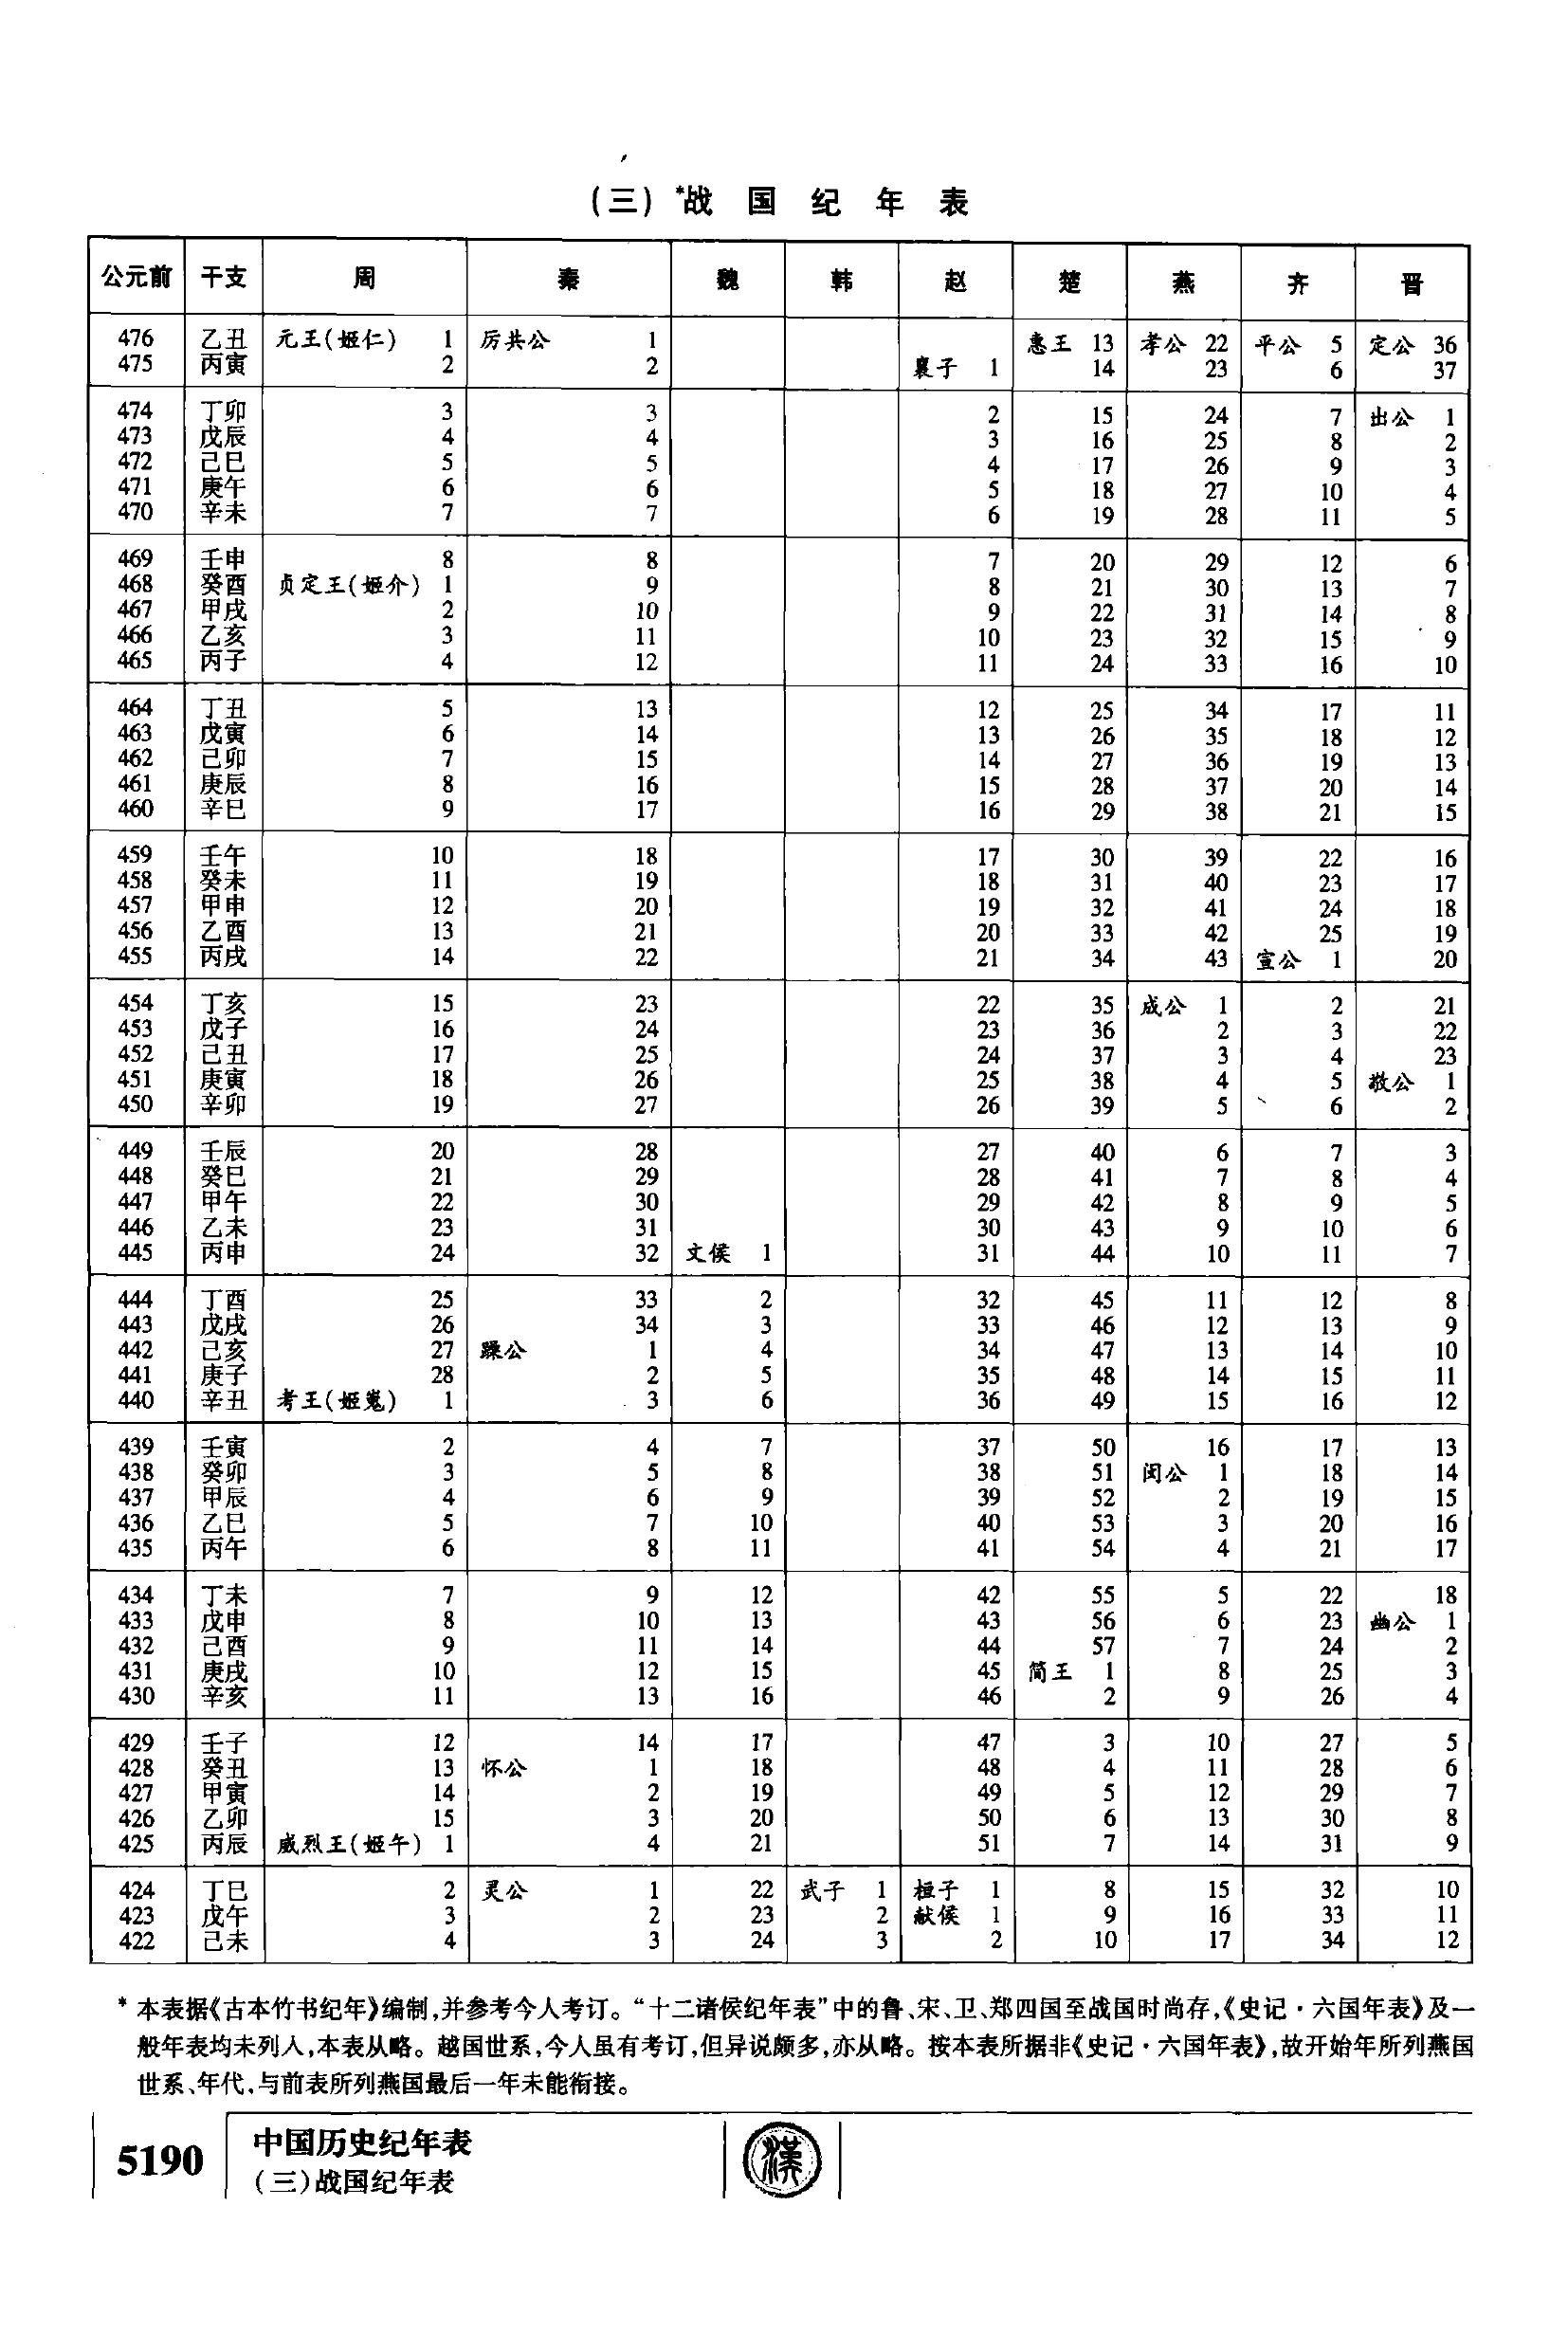 (三) *战国纪年表
公元前 干支 周 秦 魏 韩 赵 楚 燕 齐 晋
476 乙丑 元王(姬仁) 1 厉共公 1 惠王 13 孝公 22 平公 5 定公 36
475 丙寅 2 2 襄子 1 14 23 6 37
474 丁卯 3 3 2 15 24 7 出公 1
473 戊辰 4 4 3 16 25 8 2
472 己巳 5 5 4 17 26 9 3
471 庚午 6 6 5 18 27 10 4
470 辛未 7 7 6 19 28 11 5
469 壬申 8 8 7 20 29 12 6
468 癸酉 贞定王(姬介) 1 9 8 21 30 13 7
467 甲戌 2 10 9 22 31 14 8
466 乙亥 3 11 10 23 32 15 9
465 丙子 4 12 11 24 33 16 10
464 丁丑 5 13 12 25 34 17 11
463 戊寅 6 14 13 26 35 18 12
462 己卯 7 15 14 27 36 19 13
461 庚辰 8 16 15 28 37 20 14
460 辛巳 9 17 16 29 38 21 15
459 壬午 10 18 17 30 39 22 16
458 癸未 11 19 18 31 40 23 17
457 甲申 12 20 19 32 41 24 18
456 乙酉 13 21 20 33 42 25 19
455 丙戌 14 22 21 34 43 宣公 1 20
454 丁亥 15 23 22 35 成公 1 2 21
453 戊子 16 24 23 36 2 3 22
452 己丑 17 25 24 37 3 4 23
451 庚寅 18 26 25 38 4 5 敬公 1
450 辛卯 19 27 26 39 5 6 2
449 壬辰 20 28 27 40 6 7 3
448 癸巳 21 29 28 41 7 8 4
447 甲午 22 30 29 42 8 9 5
446 乙未 23 31 30 43 9 10 6
445 丙申 24 32 文侯 1 31 44 10 11 7
444 丁酉 25 33 2 32 45 11 12 8
443 戊戌 26 34 3 33 46 12 13 9
442 己亥 27 躁公 1 4 34 47 13 14 10
441 庚子 28 2 5 35 48 14 15 11
440 辛丑 考王(姬嵬) 1 3 6 36 49 15 16 12
439 壬寅 2 4 7 37 50 16 17 13
438 癸卯 3 5 8 38 51 闵公 1 18 14
437 甲辰 4 6 9 39 52 2 19 15
436 乙巳 5 7 10 40 53 3 20 16
435 丙午 6 8 11 41 54 4 21 17
434 丁未 7 9 12 42 55 5 22 18
433 戊申 8 10 13 43 56 6 23 幽公 1
432 己酉 9 11 14 44 57 7 24 2
431 庚戌 10 12 15 45 简王 1 8 25 3
430 辛亥 11 13 16 46 2 9 26 4
429 壬子 12 14 17 47 3 10 27 5
428 癸丑 13 怀公 1 18 48 4 11 28 6
427 甲寅 14 2 19 49 5 12 29 7
426 乙卯 15 3 20 50 6 13 30 8
425 丙辰 威烈王(姬午) 1 4 21 51 7 14 31 9
424 丁巳 2 灵公 1 22 武子 1 桓子 1 8 15 32 10
423 戊午 3 2 23 2 献侯 1 9 16 33 11
422 己未 4 3 24 3 2 10 17 34 12
* 本表据《古本竹书纪年》编制,并参考今人考订。“十二诸侯纪年表”中的鲁、宋、卫、郑四国至战国时尚存,《史记·六国年表》及一
般年表均未列入,本表从略。越国世系,今人虽有考订,但异说颇多,亦从略。按本表所据非《史记·六国年表》,故开始年所列燕国
世系、年代,与前表所列燕国最后一年未能衔接。
5190 中国历史纪年表
(三)战国纪年表
漢